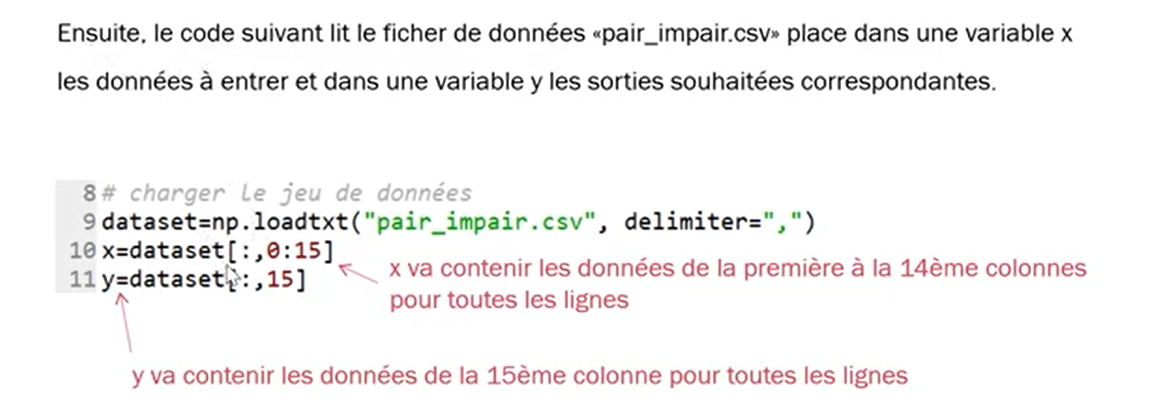 Ensuite, le code suivant lit le ficher de données «pair_impair.csv» place dans une variable x
les données à entrer et dans une variable y les sorties souhaitées correspondantes.
8 # charger le jeu de données
9 dataset=np.loadtxt("pair_impair.csv", delimiter=",")
10 x=dataset[:,0:15]
11 y=dataset[:,15]
x va contenir les données de la première à la 14ème colonnes
pour toutes les lignes
y va contenir les données de la 15ème colonne pour toutes les lignes